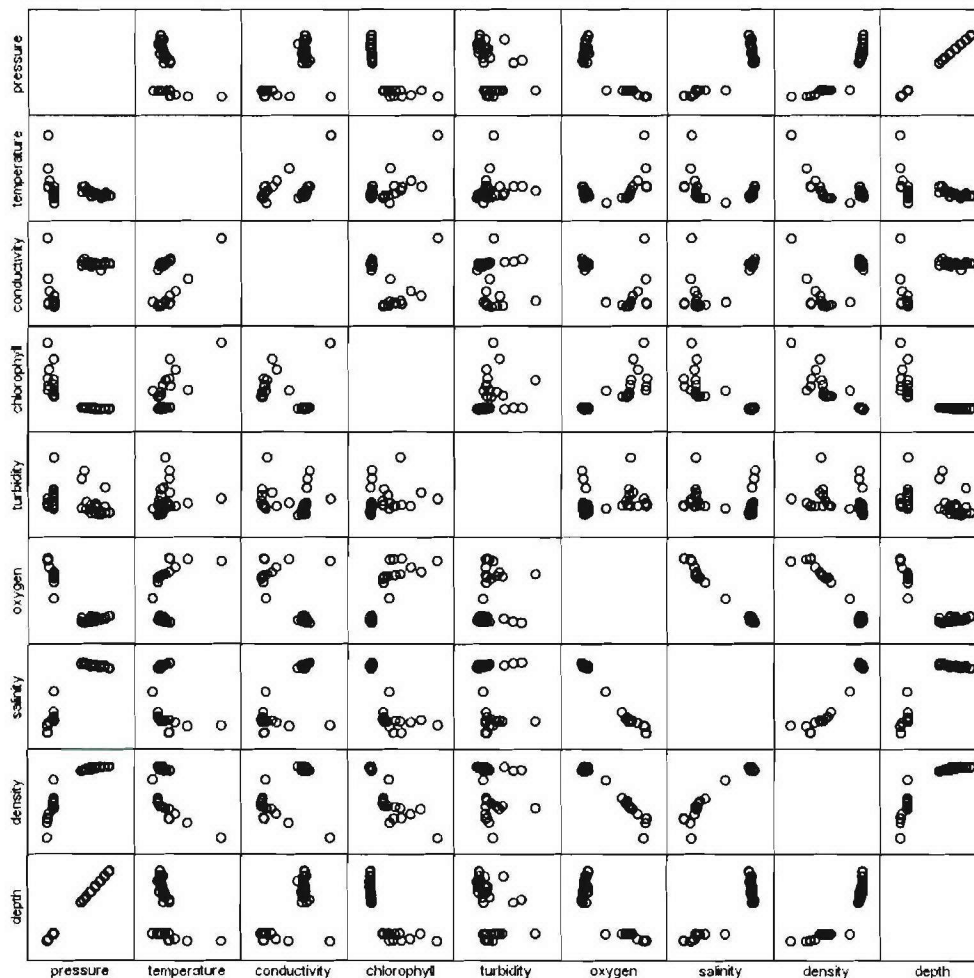 pressure
temperature
conductivity
chlorophyll
turbidity
oxygen
salinity
density
depth
pressure temperature conductivity chlorophyll turbidity oxygen salinity density depth